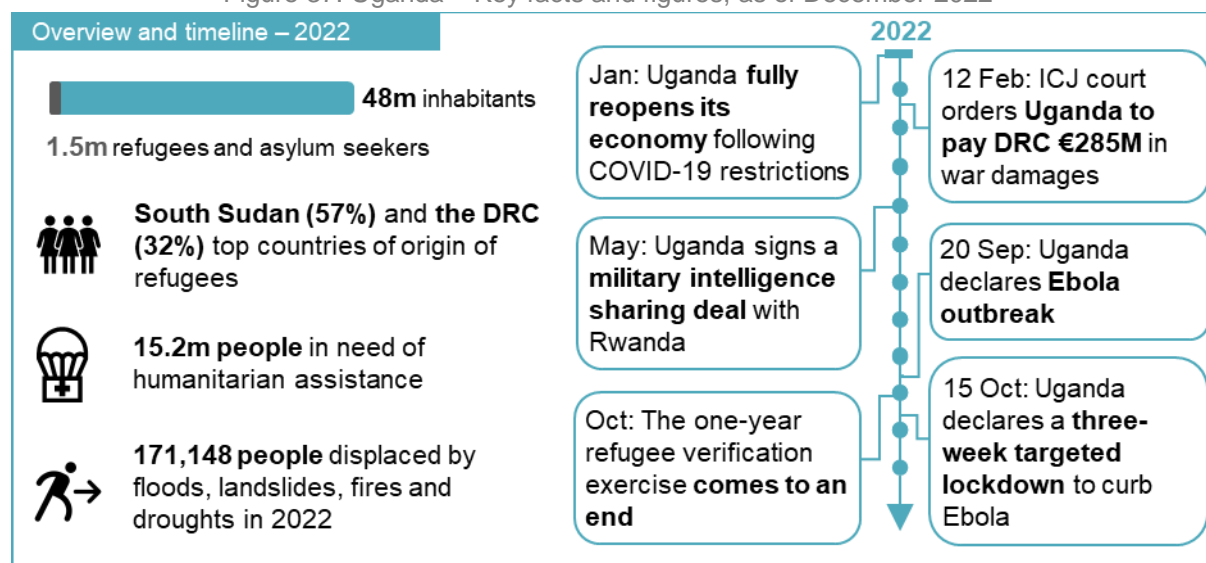 Overview and timeline – 2022
48m inhabitants
1.5m refugees and asylum seekers
South Sudan (57%) and the DRC
(32%) top countries of origin of
refugees
15.2m people in need of
humanitarian assistance
171,148 people displaced by
floods, landslides, fires and
droughts in 2022
2022
Jan: Uganda fully
reopens its
economy following
COVID-19 restrictions
12 Feb: ICJ court
orders Uganda to
pay DRC €285M in
war damages
May: Uganda signs a
military intelligence
sharing deal with
Rwanda
20 Sep: Uganda
declares Ebola
outbreak
Oct: The one-year
refugee verification
exercise comes to an
end
15 Oct: Uganda
declares a three-
week targeted
lockdown to curb
Ebola